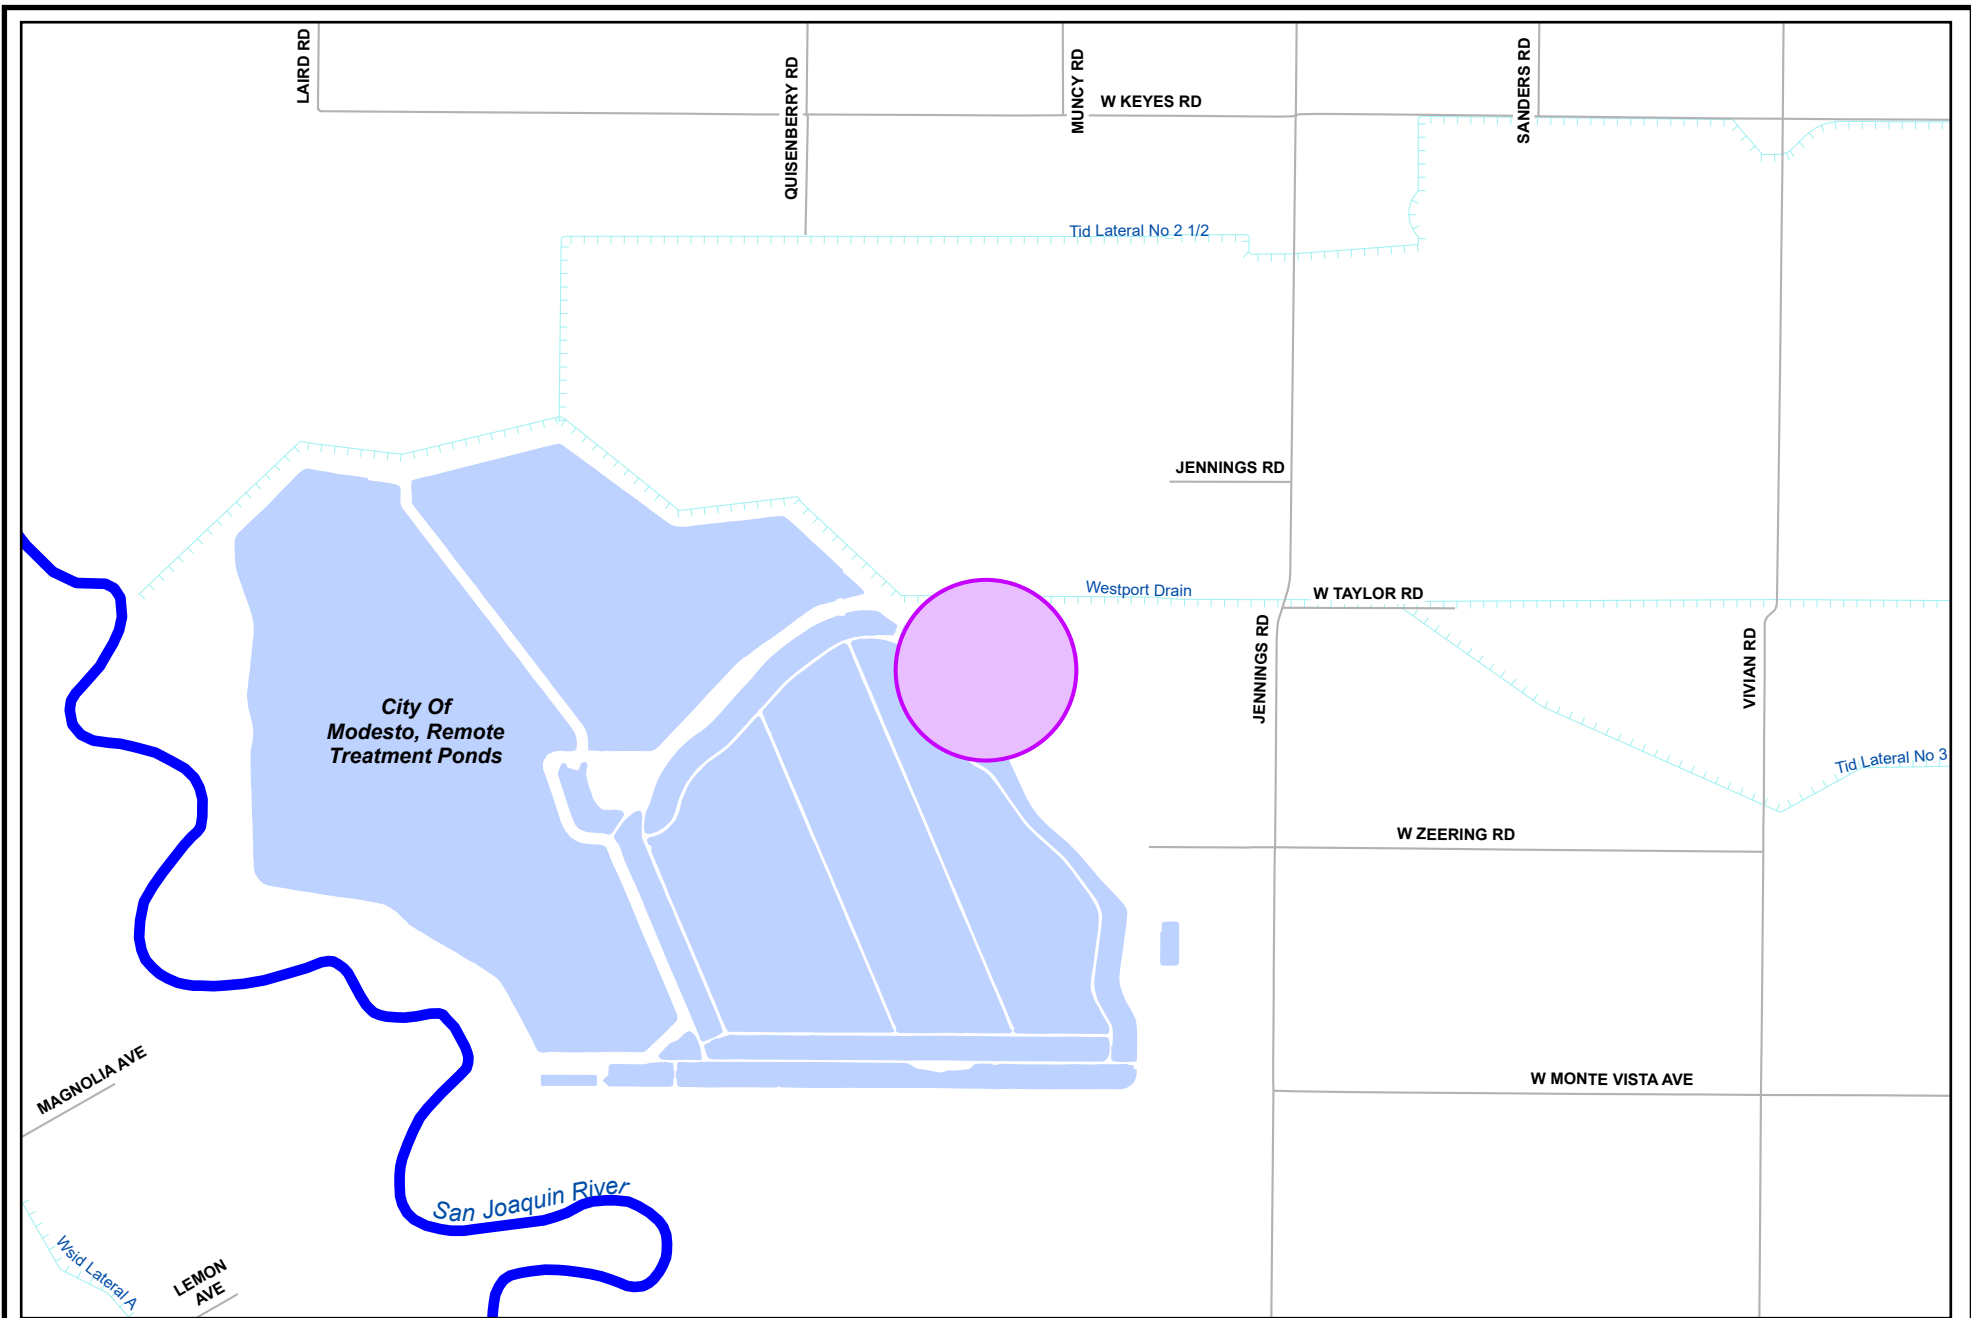 LAIRD RD
QUISENBERRY RD
MUNCY RD
W KEYES RD
SANDERS RD
Tid Lateral No 2 1/2
JENNINGS RD
Westport Drain
W TAYLOR RD
JENNINGS RD
VIVIAN RD
City Of
Modesto, Remote
Treatment Ponds
Tid Lateral No 3
W ZEERING RD
MAGNOLIA AVE
W MONTE VISTA AVE
San Joaquin River
Wsid Lateral A
LEMON
AVE